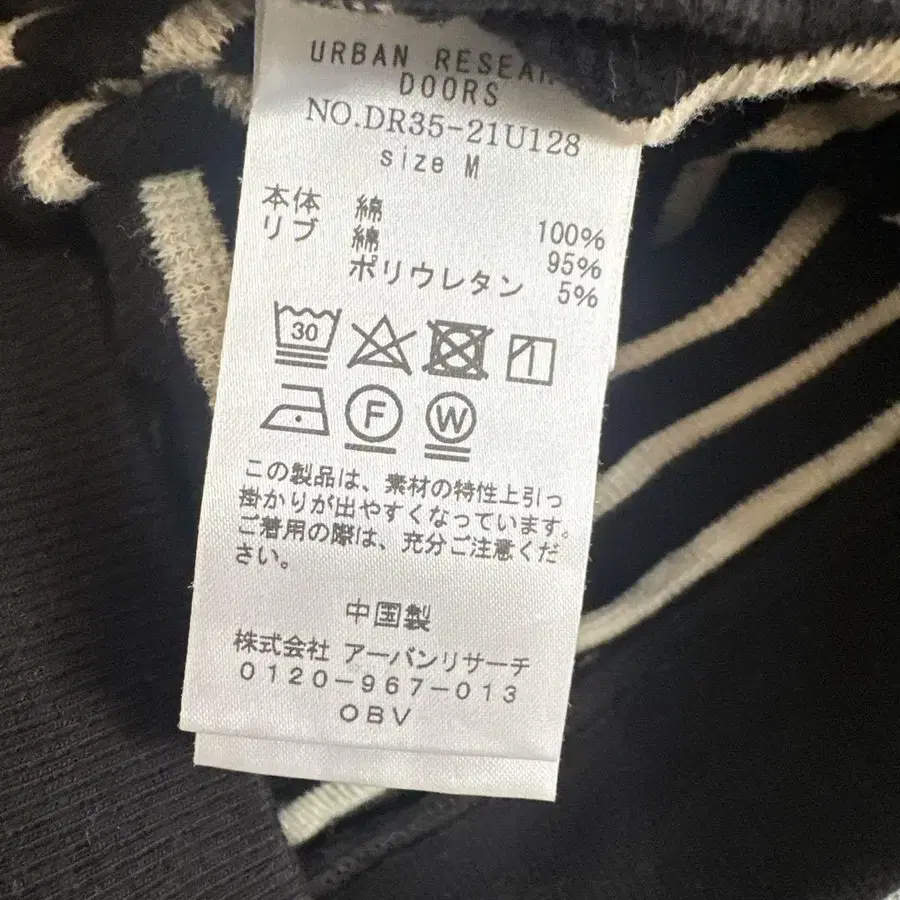 URBAN RESEAR
DOORS
NO.DR35-21U128
size M
本体 綿 100%
リブ 綿 95%
ポリウレタン 5%
30
F W
この製品は、素材の特性上引っ
掛かりが出やすくなっています。
ご着用の際は、充分ご注意くだ
さい。
中国製
株式会社 アーバンリサーチ
0120-967-013
OBV